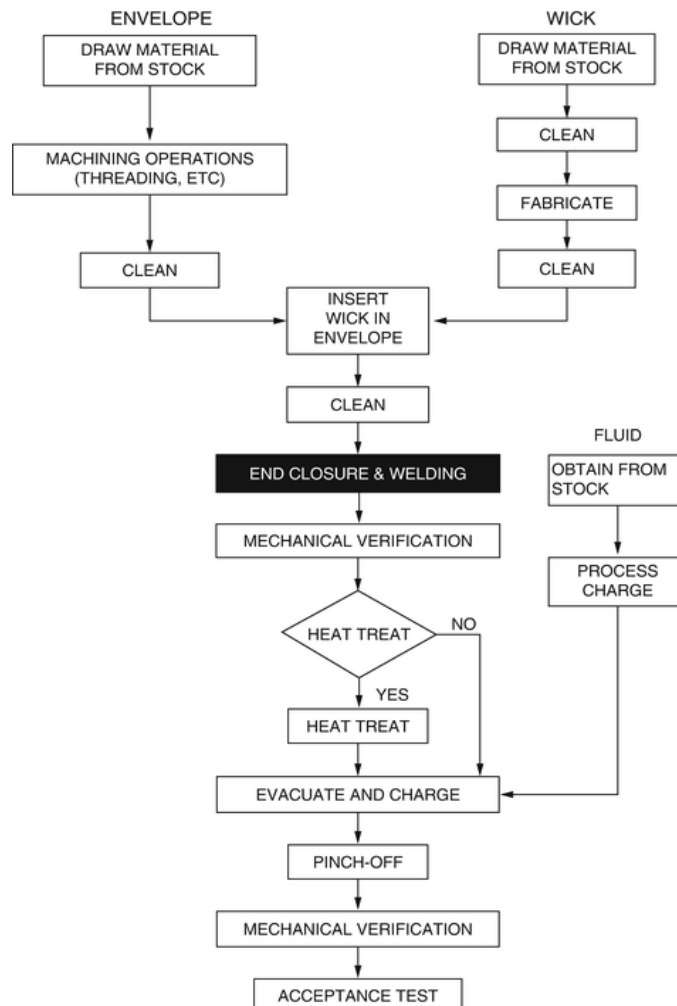 ENVELOPE
WICK
DRAW MATERIAL
FROM STOCK
DRAW MATERIAL
FROM STOCK
CLEAN
MACHINING OPERATIONS
(THREADING, ETC)
FABRICATE
CLEAN
CLEAN
INSERT
WICK IN
ENVELOPE
CLEAN
FLUID
END CLOSURE & WELDING
OBTAIN FROM
STOCK
MECHANICAL VERIFICATION
PROCESS
CHARGE
HEAT TREAT
NO
YES
HEAT TREAT
EVACUATE AND CHARGE
PINCH-OFF
MECHANICAL VERIFICATION
ACCEPTANCE TEST